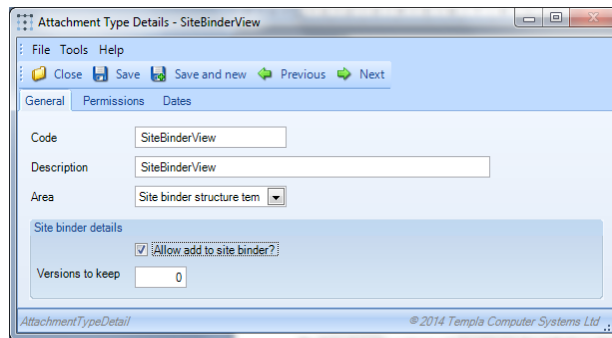 Attachment Type Details - SiteBinderView
File Tools Help
Close Save Save and new Previous Next
General Permissions Dates
Code SiteBinderView
Description SiteBinderView
Area Site binder structure tem
Site binder details
Allow add to site binder?
Versions to keep 0
AttachmentTypeDetail © 2014 Templa Computer Systems Ltd